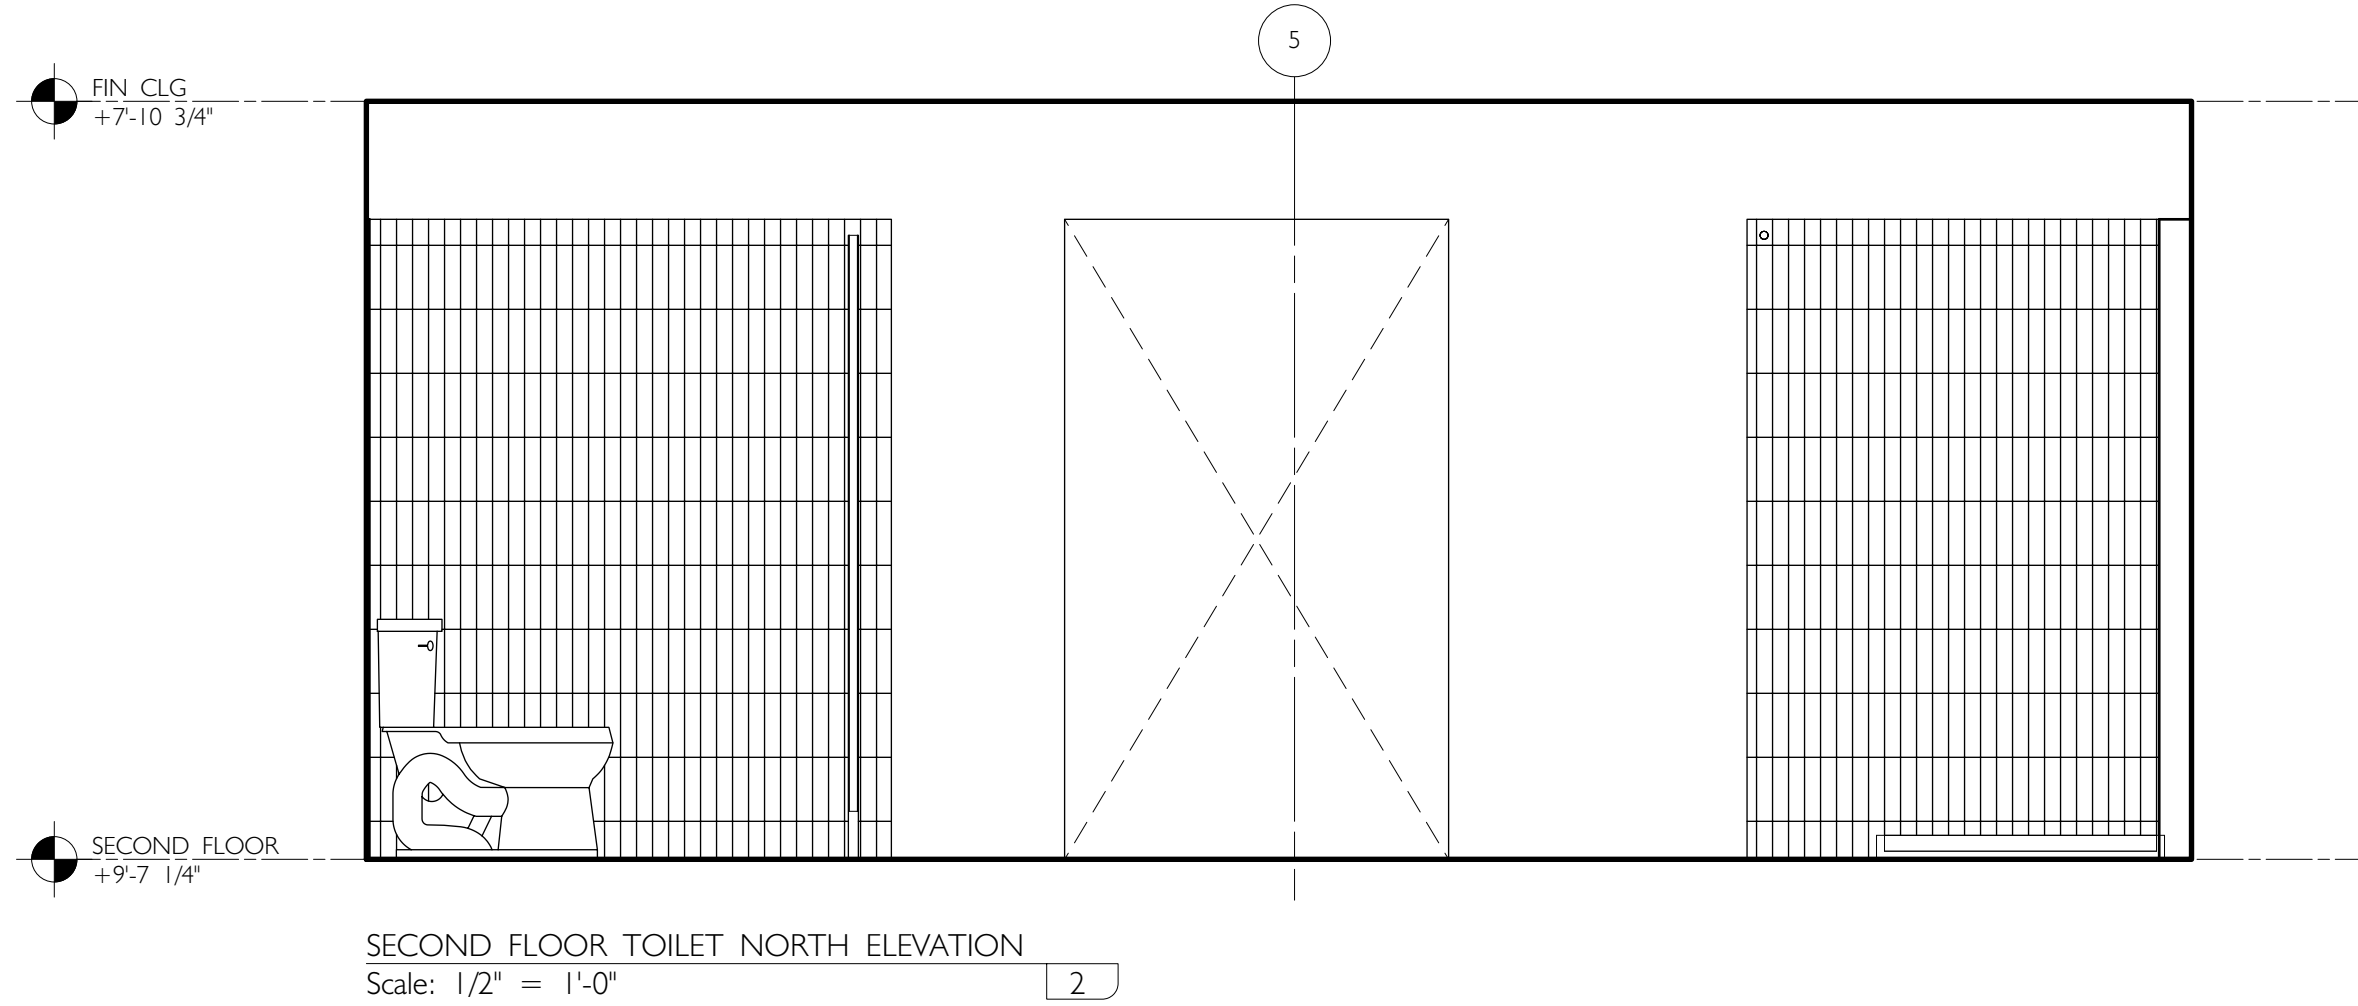 5
FIN CLG
+7'-10 3/4"
SECOND FLOOR
+9'-7 1/4"
SECOND FLOOR TOILET NORTH ELEVATION
Scale: 1/2" = 1'-0"
2